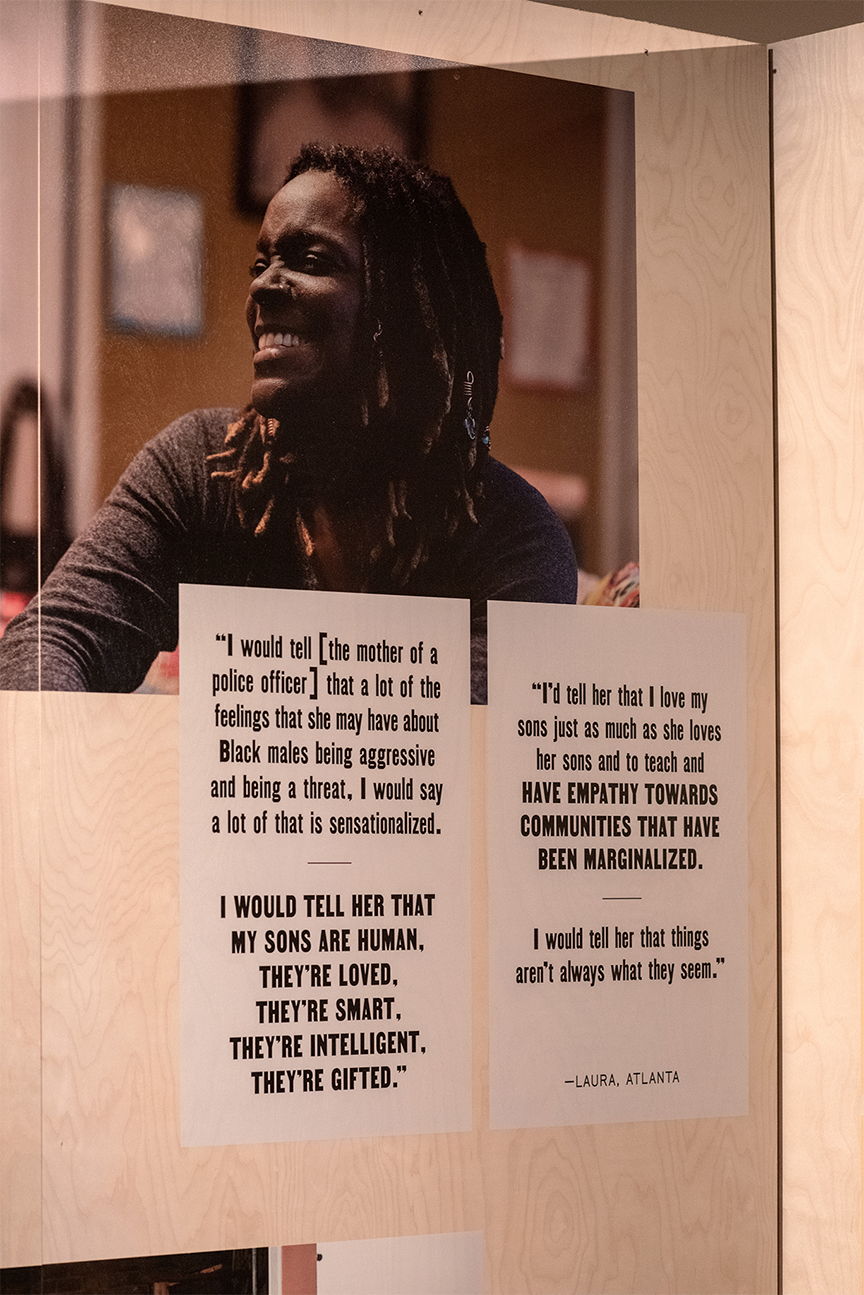 “I would tell [the mother of a
police officer] that a lot of the
feelings that she may have about
Black males being aggressive
and being a threat, I would say
a lot of that is sensationalized.
I WOULD TELL HER THAT
MY SONS ARE HUMAN,
THEY’RE LOVED,
THEY’RE SMART,
THEY’RE INTELLIGENT,
THEY’RE GIFTED.”
“I’d tell her that I love my
sons just as much as she loves
her sons and to teach and
HAVE EMPATHY TOWARDS
COMMUNITIES THAT HAVE
BEEN MARGINALIZED.
I would tell her that things
aren’t always what they seem.”
—LAURA, ATLANTA